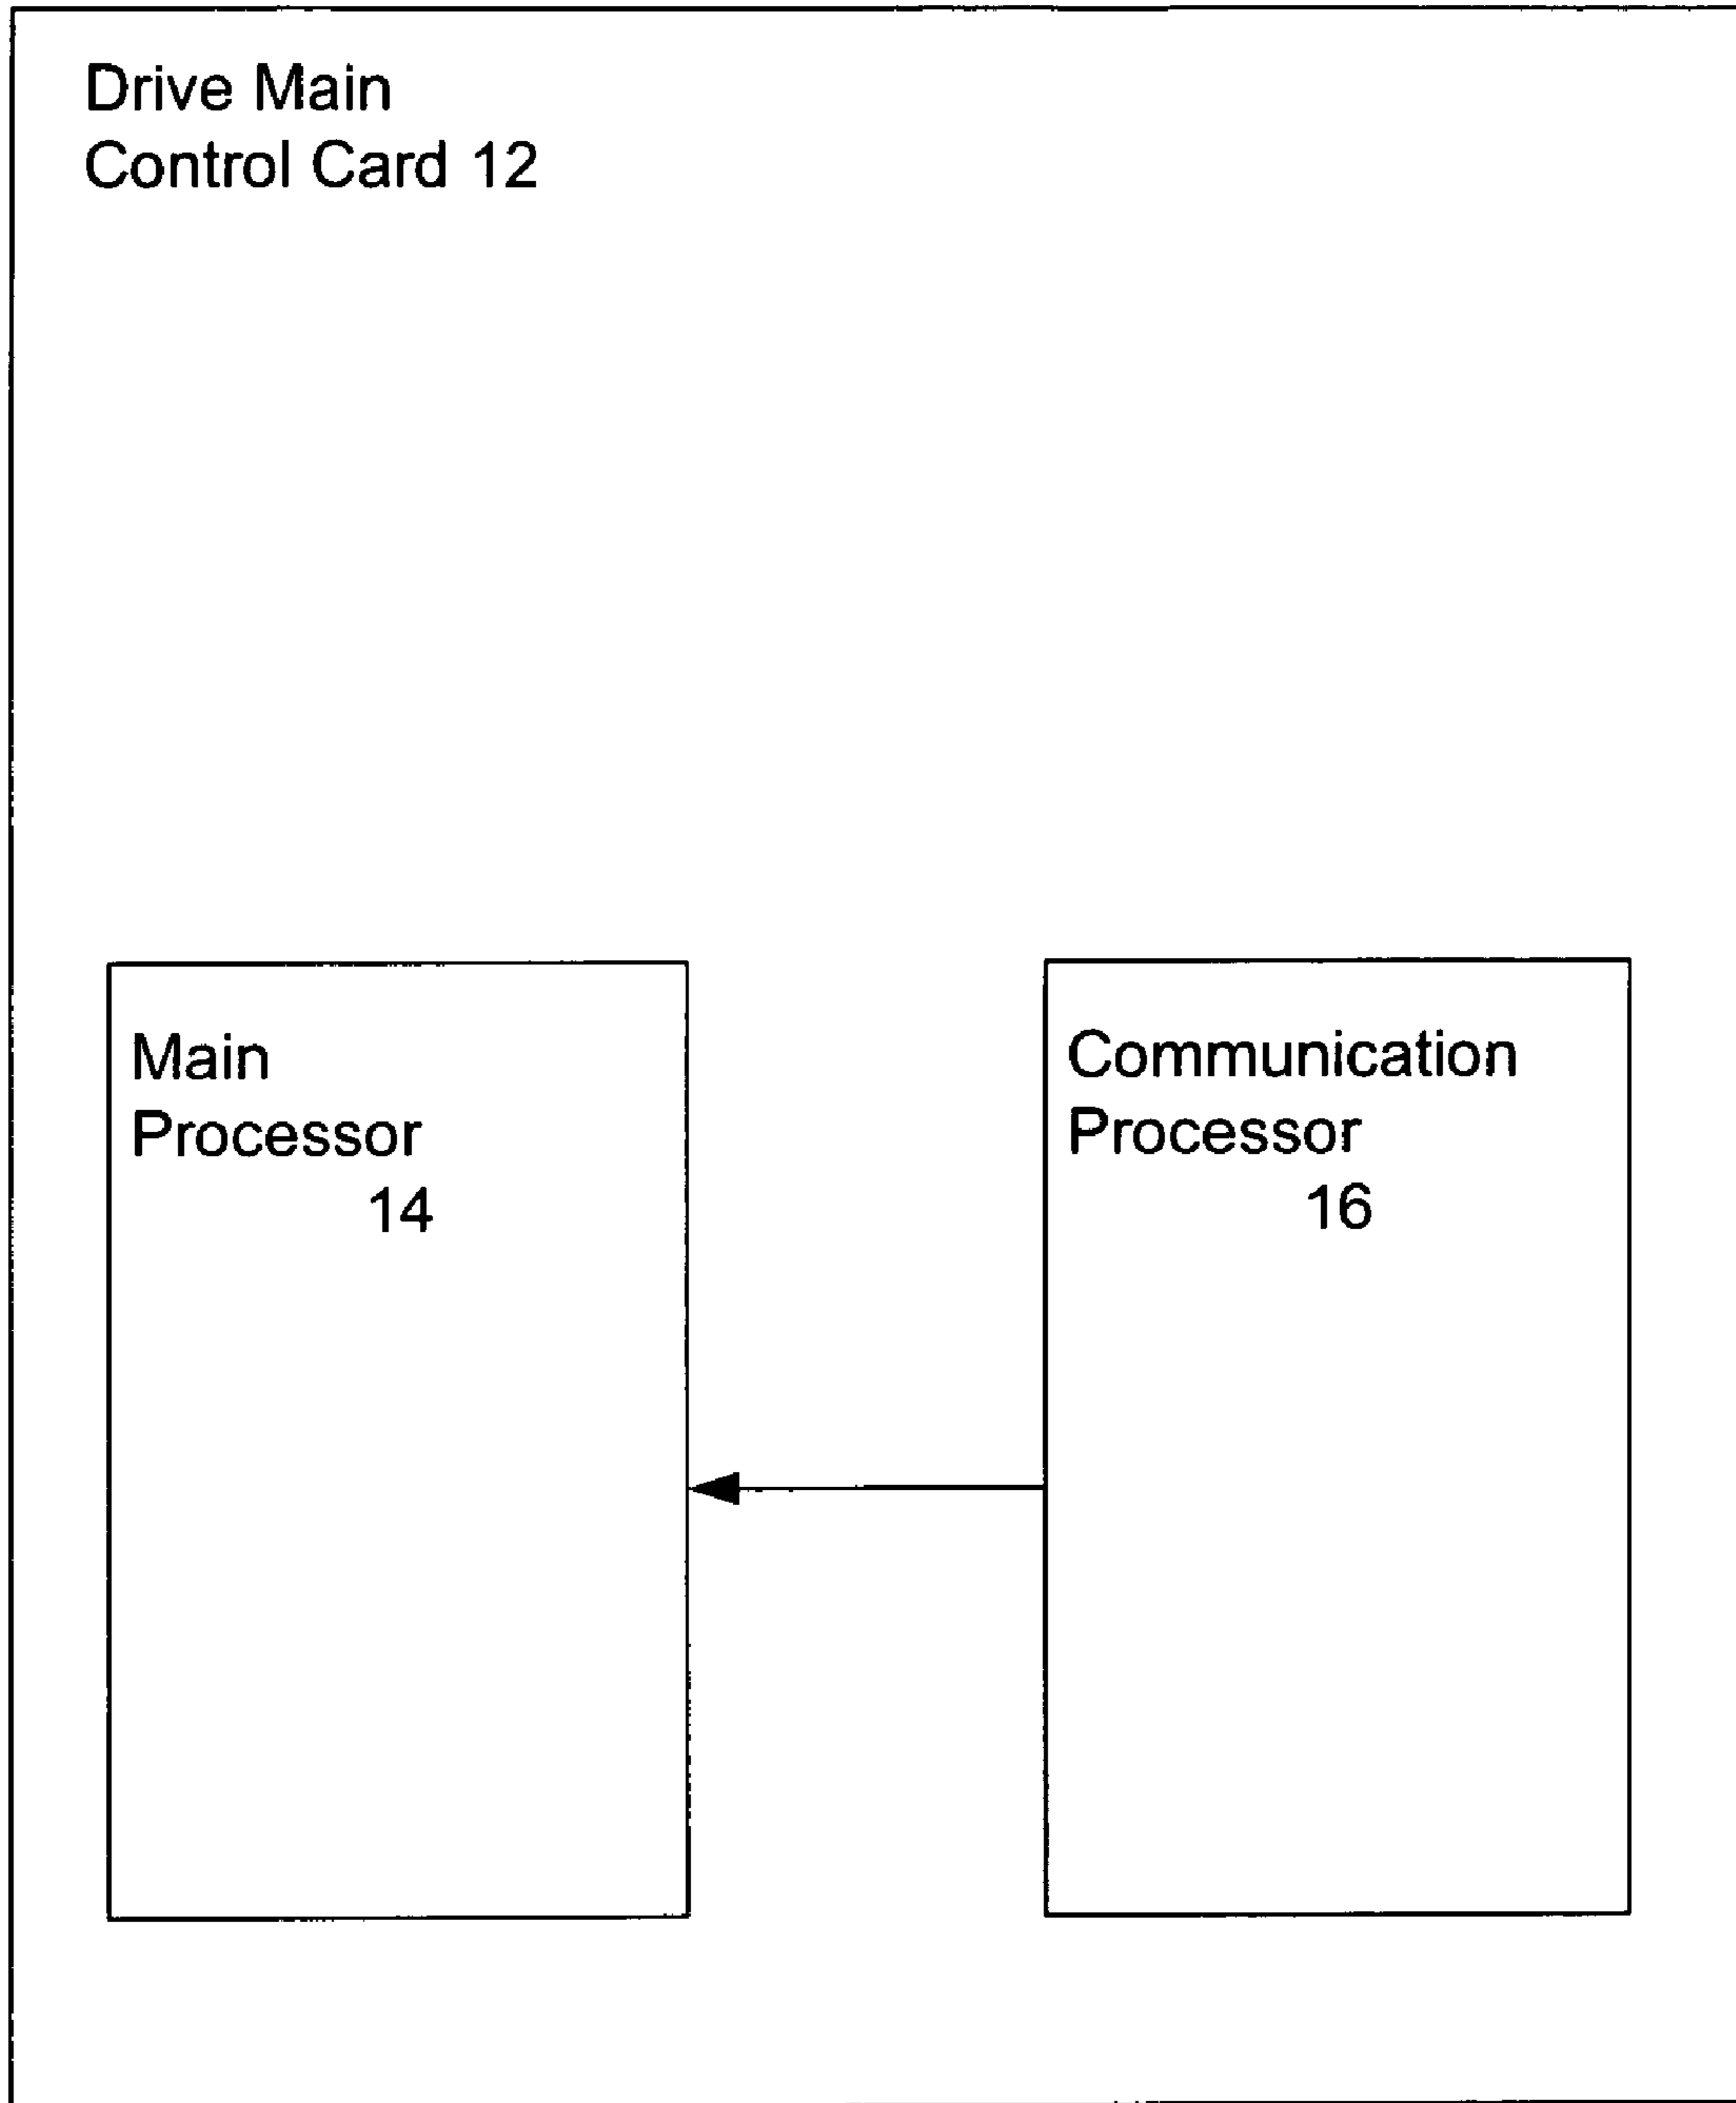 Drive Main
Control Card 12
Main
Processor
14
Communication
Processor
16